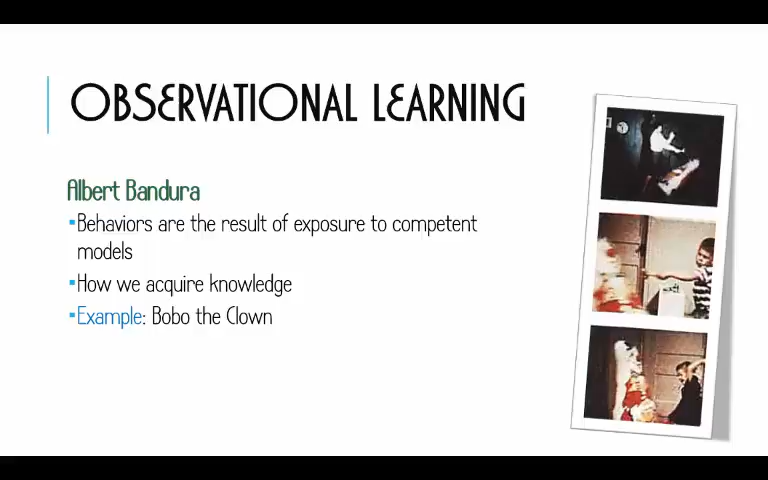 OBSERVATIONAL LEARNING
Albert Bandura
▪Behaviors are the result of exposure to competent
models
▪How we acquire knowledge
▪Example: Bobo the Clown